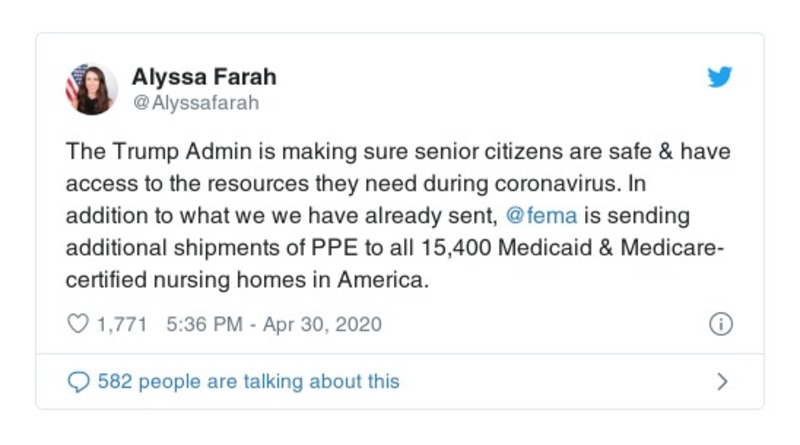 Alyssa Farah
@Alyssafarah
The Trump Admin is making sure senior citizens are safe & have
access to the resources they need during coronavirus. In
addition to what we we have already sent, @fema is sending
additional shipments of PPE to all 15,400 Medicaid & Medicare-
certified nursing homes in America.
1,771 5:36 PM - Apr 30, 2020
582 people are talking about this